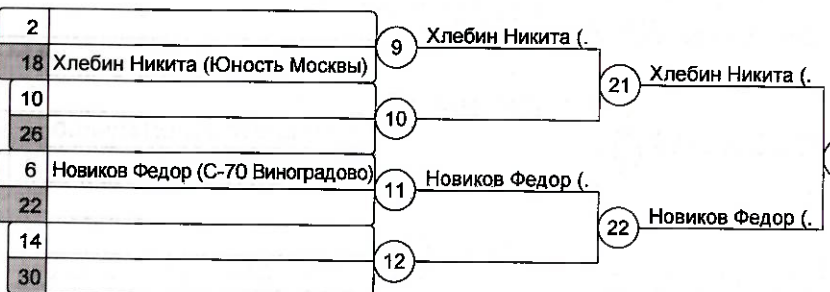 2
18 Хлебин Никита (Юность Москвы)
9 Хлебин Никита (.
21 Хлебин Никита (.
10
26
10
6 Новиков Федор (С-70 Виноградово)
22
11 Новиков Федор (.
22 Новиков Федор (.
14
30
12